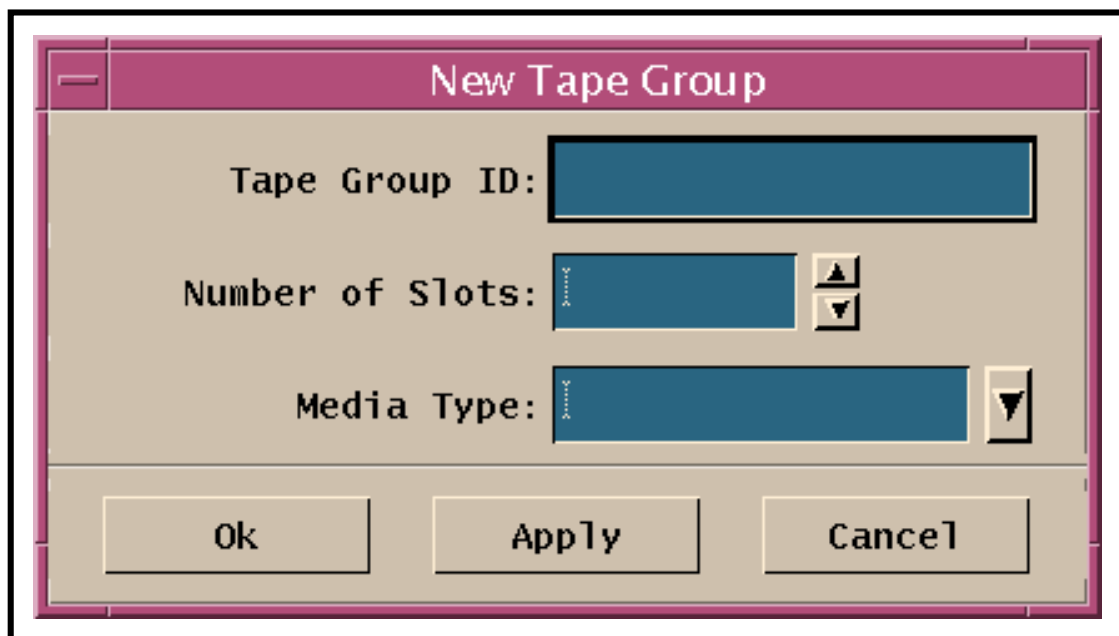 New Tape Group
Tape Group ID:
Number of Slots:
Media Type:
Ok Apply Cancel